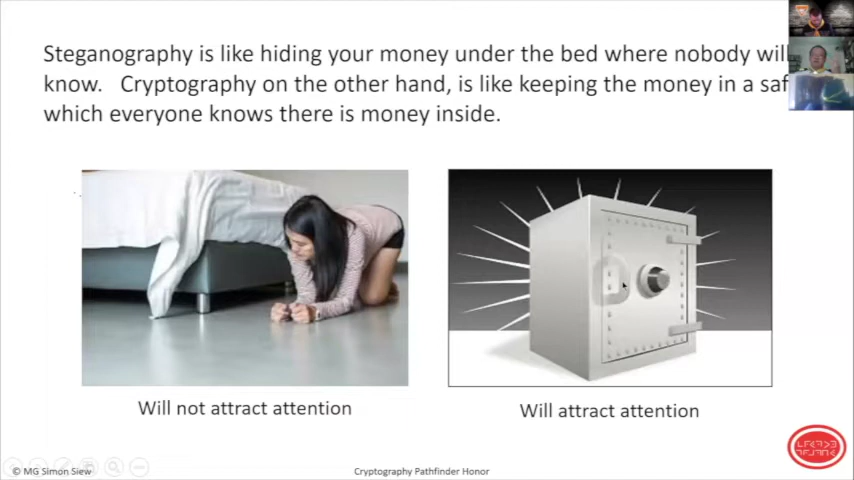 Steganography is like hiding your money under the bed where nobody will
know. Cryptography on the other hand, is like keeping the money in a
which everyone knows there is money inside.
Will not attract attention
Will attract attention
© MG Simon Siew
Cryptography Pathfinder Honor